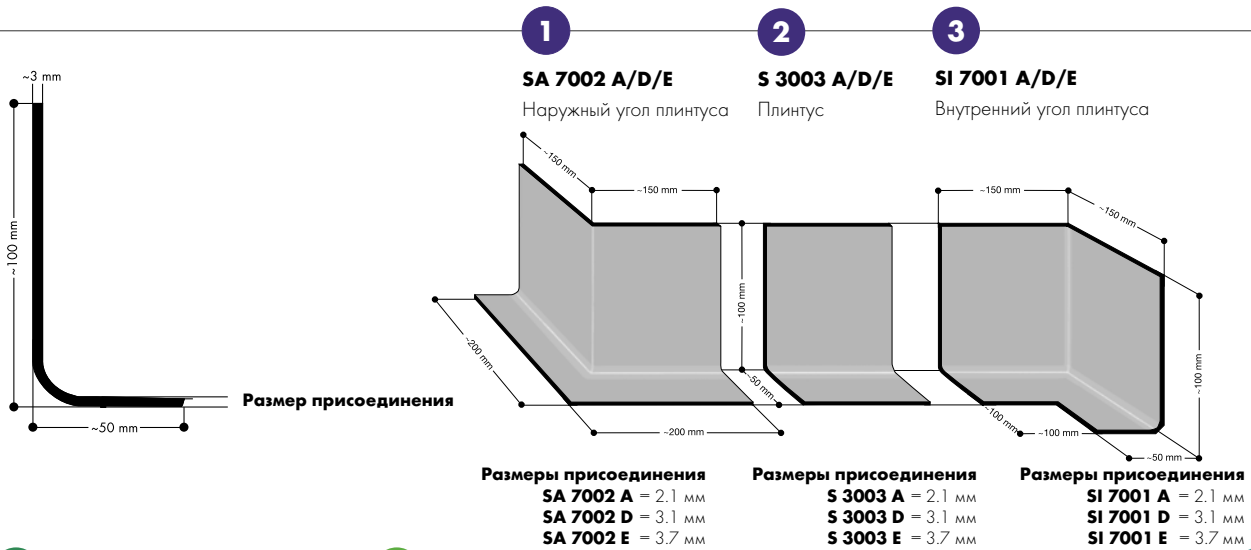 1
2
3
SA 7002 A/D/E
Наружный угол плинтуса
S 3003 A/D/E
Плинтус
SI 7001 A/D/E
Внутренний угол плинтуса
~3 mm
~100 mm
~50 mm
Размер присоединения
~150 mm
~150 mm
~200 mm
~200 mm
~100 mm
~50 mm
~150 mm
~150 mm
~100 mm
~100 mm
~100 mm
~50 mm
Размеры присоединения
SA 7002 A = 2.1 мм
SA 7002 D = 3.1 мм
SA 7002 E = 3.7 мм
Размеры присоединения
S 3003 A = 2.1 мм
S 3003 D = 3.1 мм
S 3003 E = 3.7 мм
Размеры присоединения
SI 7001 A = 2.1 мм
SI 7001 D = 3.1 мм
SI 7001 E = 3.7 мм